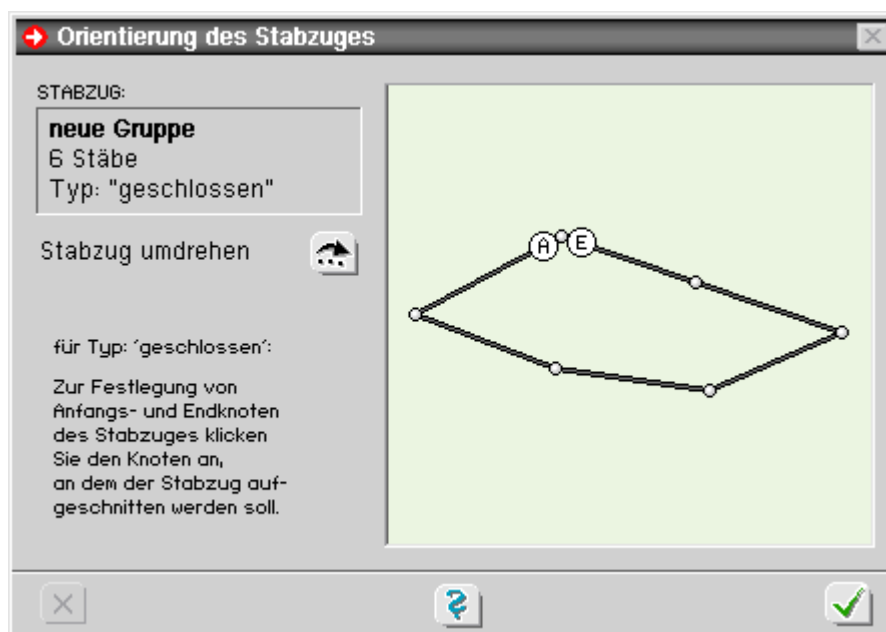 Orientierung des Stabzuges
STABZUG:
neue Gruppe
6 Stäbe
Typ: "geschlossen"
Stabzug umdrehen
für Typ: ´geschlossen´:
Zur Festlegung von
Anfangs- und Endknoten
des Stabzuges klicken
Sie den Knoten an,
an dem der Stabzug auf-
geschnitten werden soll.
A E